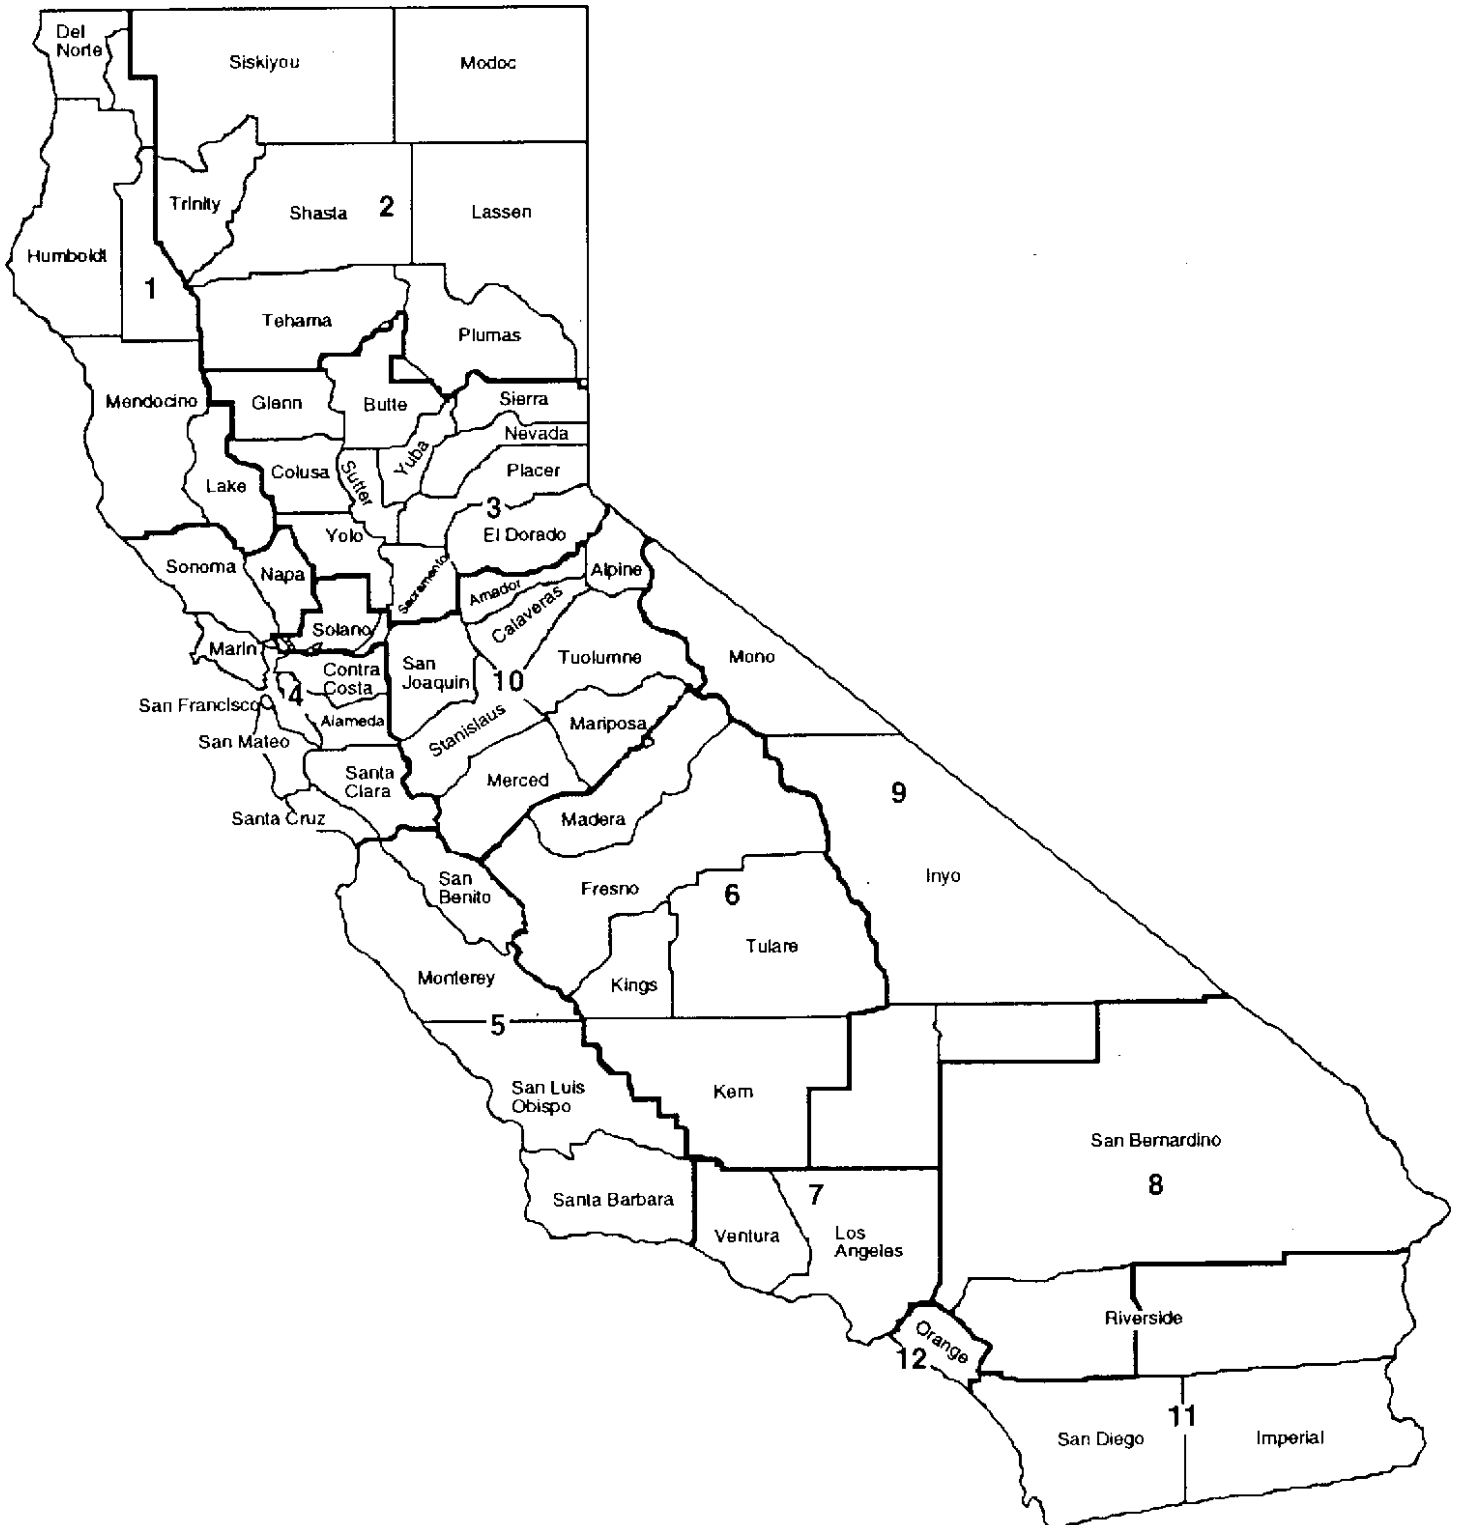 Del
Norte
Siskiyou
Modoc
Trinity
Shasta
2
Lassen
Humboldt
1
Tehama
Plumas
Mendocino
Glenn
Butte
Sierra
Nevada
Yuba
Placer
Colusa
Sutter
Lake
3
Yolo
El Dorado
Sonoma
Napa
Sacramento
Amador
Alpine
Calaveras
Solano
Marin
San
Joaquin
Contra
Costa
Tuolumne
Mono
10
4
San Francisco
Alameda
Stanislaus
Mariposa
San Mateo
Santa
Clara
Merced
9
Santa Cruz
Madera
San
Benito
Fresno
6
Inyo
Tulare
Monterey
Kings
5
San Luis
Obispo
Kern
San Bernardino
8
Santa Barbara
7
Ventura
Los
Angeles
Riverside
Orange
12
11
San Diego
Imperial